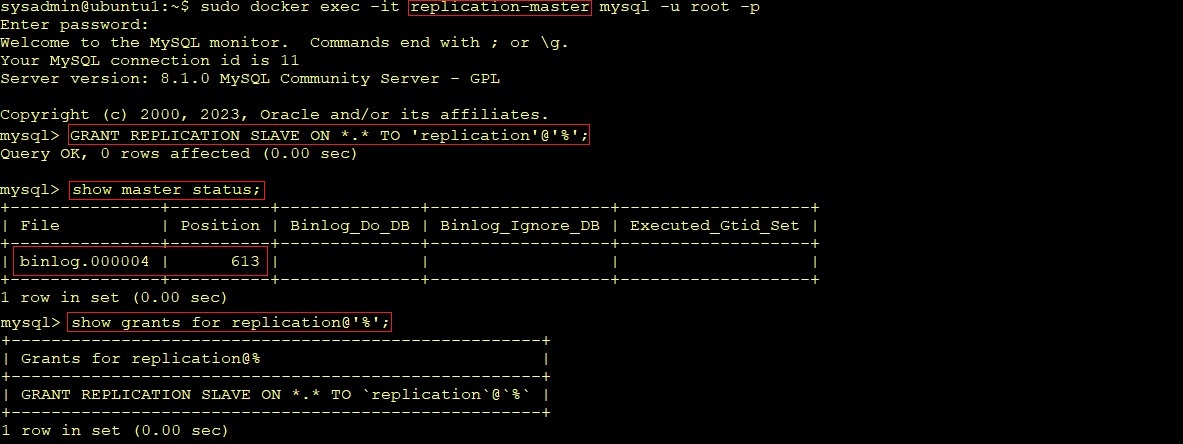 sysadmin@ubuntu1:~$ sudo docker exec -it replication-master mysql -u root -p
Enter password:
Welcome to the MySQL monitor.  Commands end with ; or \g.
Your MySQL connection id is 11
Server version: 8.1.0 MySQL Community Server - GPL

Copyright (c) 2000, 2023, Oracle and/or its affiliates.
mysql> GRANT REPLICATION SLAVE ON *.* TO 'replication'@'%';
Query OK, 0 rows affected (0.00 sec)

mysql> show master status;
+---------------+----------+--------------+------------------+-------------------+
| File          | Position | Binlog_Do_DB | Binlog_Ignore_DB | Executed_Gtid_Set |
+---------------+----------+--------------+------------------+-------------------+
| binlog.000004 |      613 |              |                  |                   |
+---------------+----------+--------------+------------------+-------------------+
1 row in set (0.00 sec)
mysql> show grants for replication@'%';
+-----------------------------------------------------+
| Grants for replication@%                            |
+-----------------------------------------------------+
| GRANT REPLICATION SLAVE ON *.* TO `replication`@`%` |
+-----------------------------------------------------+
1 row in set (0.00 sec)